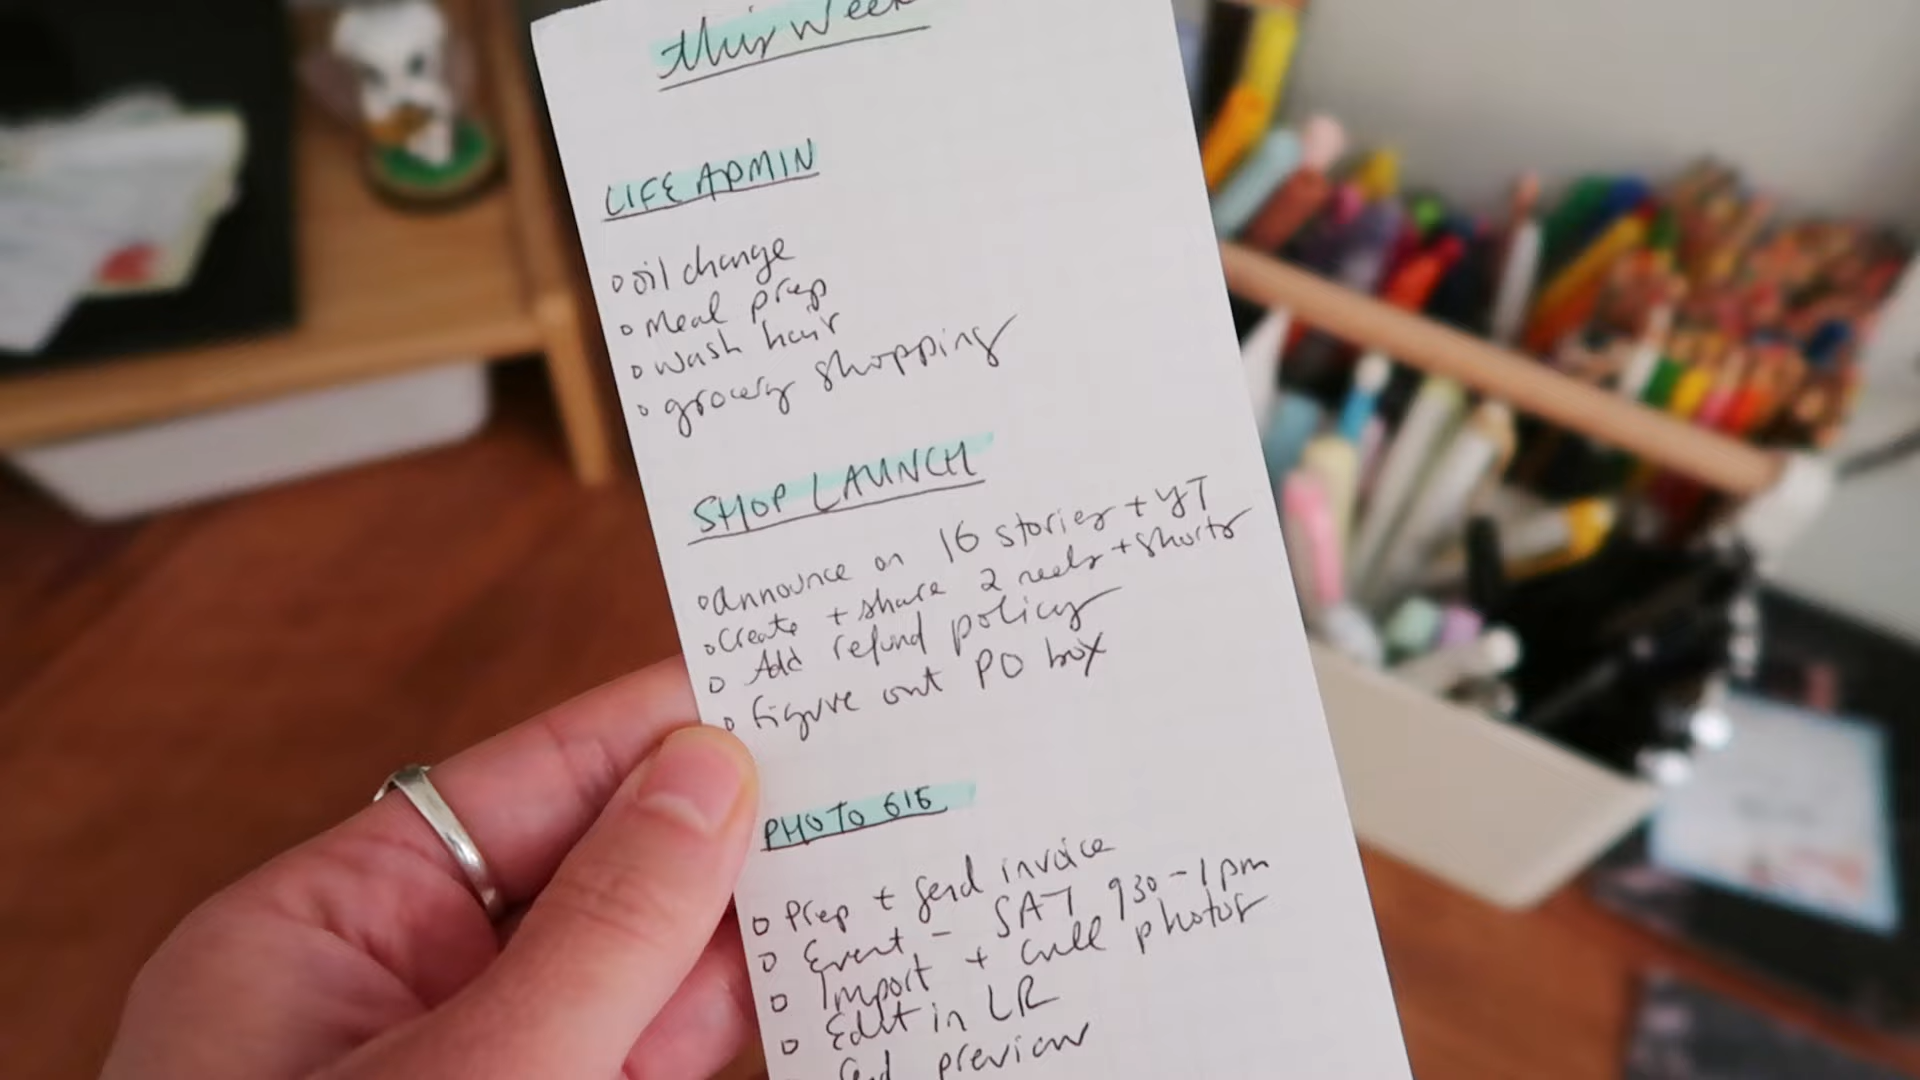 this week
LIFE ADMIN
oil change
meal prep
wash hair
grocery shopping
SHOP LAUNCH
announce on IG stories + YT
create + share 2 reels + shorts
Add refund policy
figure out PO box
PHOTO GIG
Prep + send invoice
Event - SAT 930-1pm
Import + cull photos
Edit in LR
Send preview